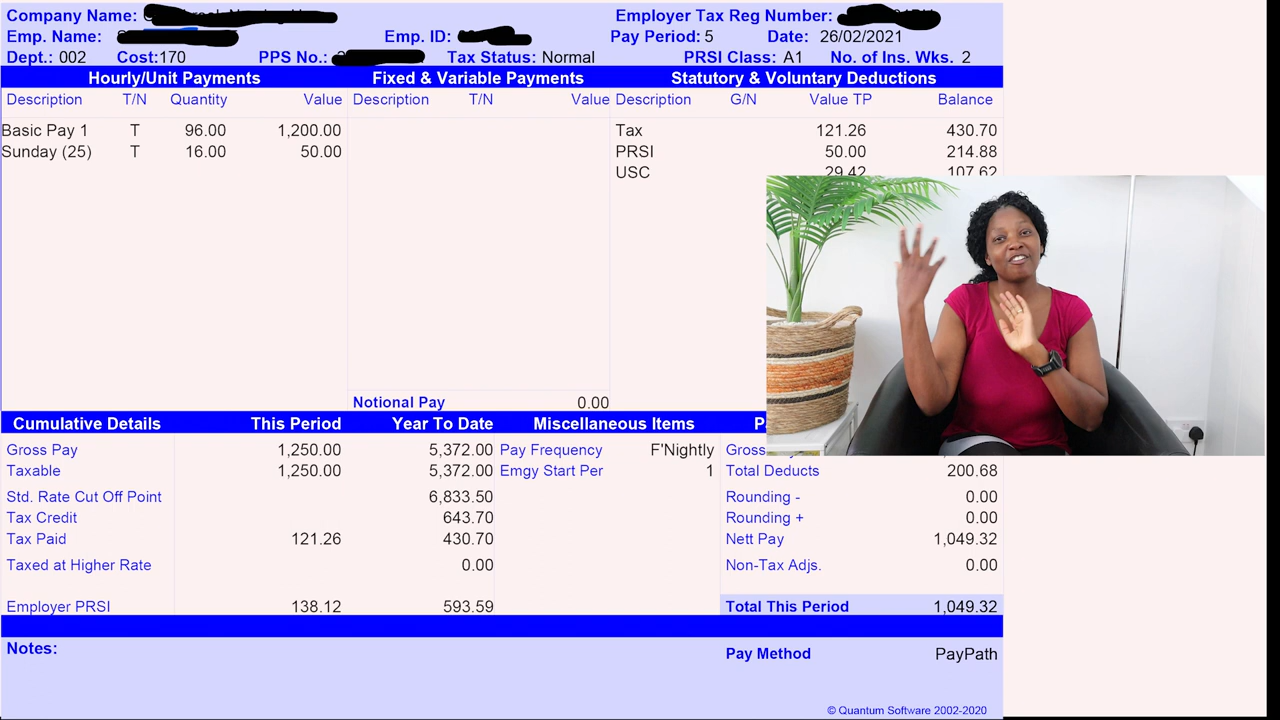 Company Name: Employer Tax Reg Number:
Emp. Name: Emp. ID: Pay Period: 5 Date: 26/02/2021
Dept.: 002 Cost:170 PPS No.: Tax Status: Normal PRSI Class: A1 No. of Ins. Wks. 2
Hourly/Unit Payments Fixed & Variable Payments Statutory & Voluntary Deductions
Description T/N Quantity Value Description T/N Value Description G/N Value TP Balance
Basic Pay 1 T 96.00 1,200.00 Tax 121.26 430.70
Sunday (25) T 16.00 50.00 PRSI 50.00 214.88
USC 29.42 107.62
Notional Pay 0.00
Cumulative Details This Period Year To Date Miscellaneous Items
Gross Pay 1,250.00 5,372.00 Pay Frequency F'Nightly Gross
Taxable 1,250.00 5,372.00 Emgy Start Per 1 Total Deducts 200.68
Std. Rate Cut Off Point 6,833.50 Rounding - 0.00
Tax Credit 643.70 Rounding + 0.00
Tax Paid 121.26 430.70 Nett Pay 1,049.32
Taxed at Higher Rate 0.00 Non-Tax Adjs. 0.00
Employer PRSI 138.12 593.59 Total This Period 1,049.32
Notes:
Pay Method PayPath
© Quantum Software 2002-2020